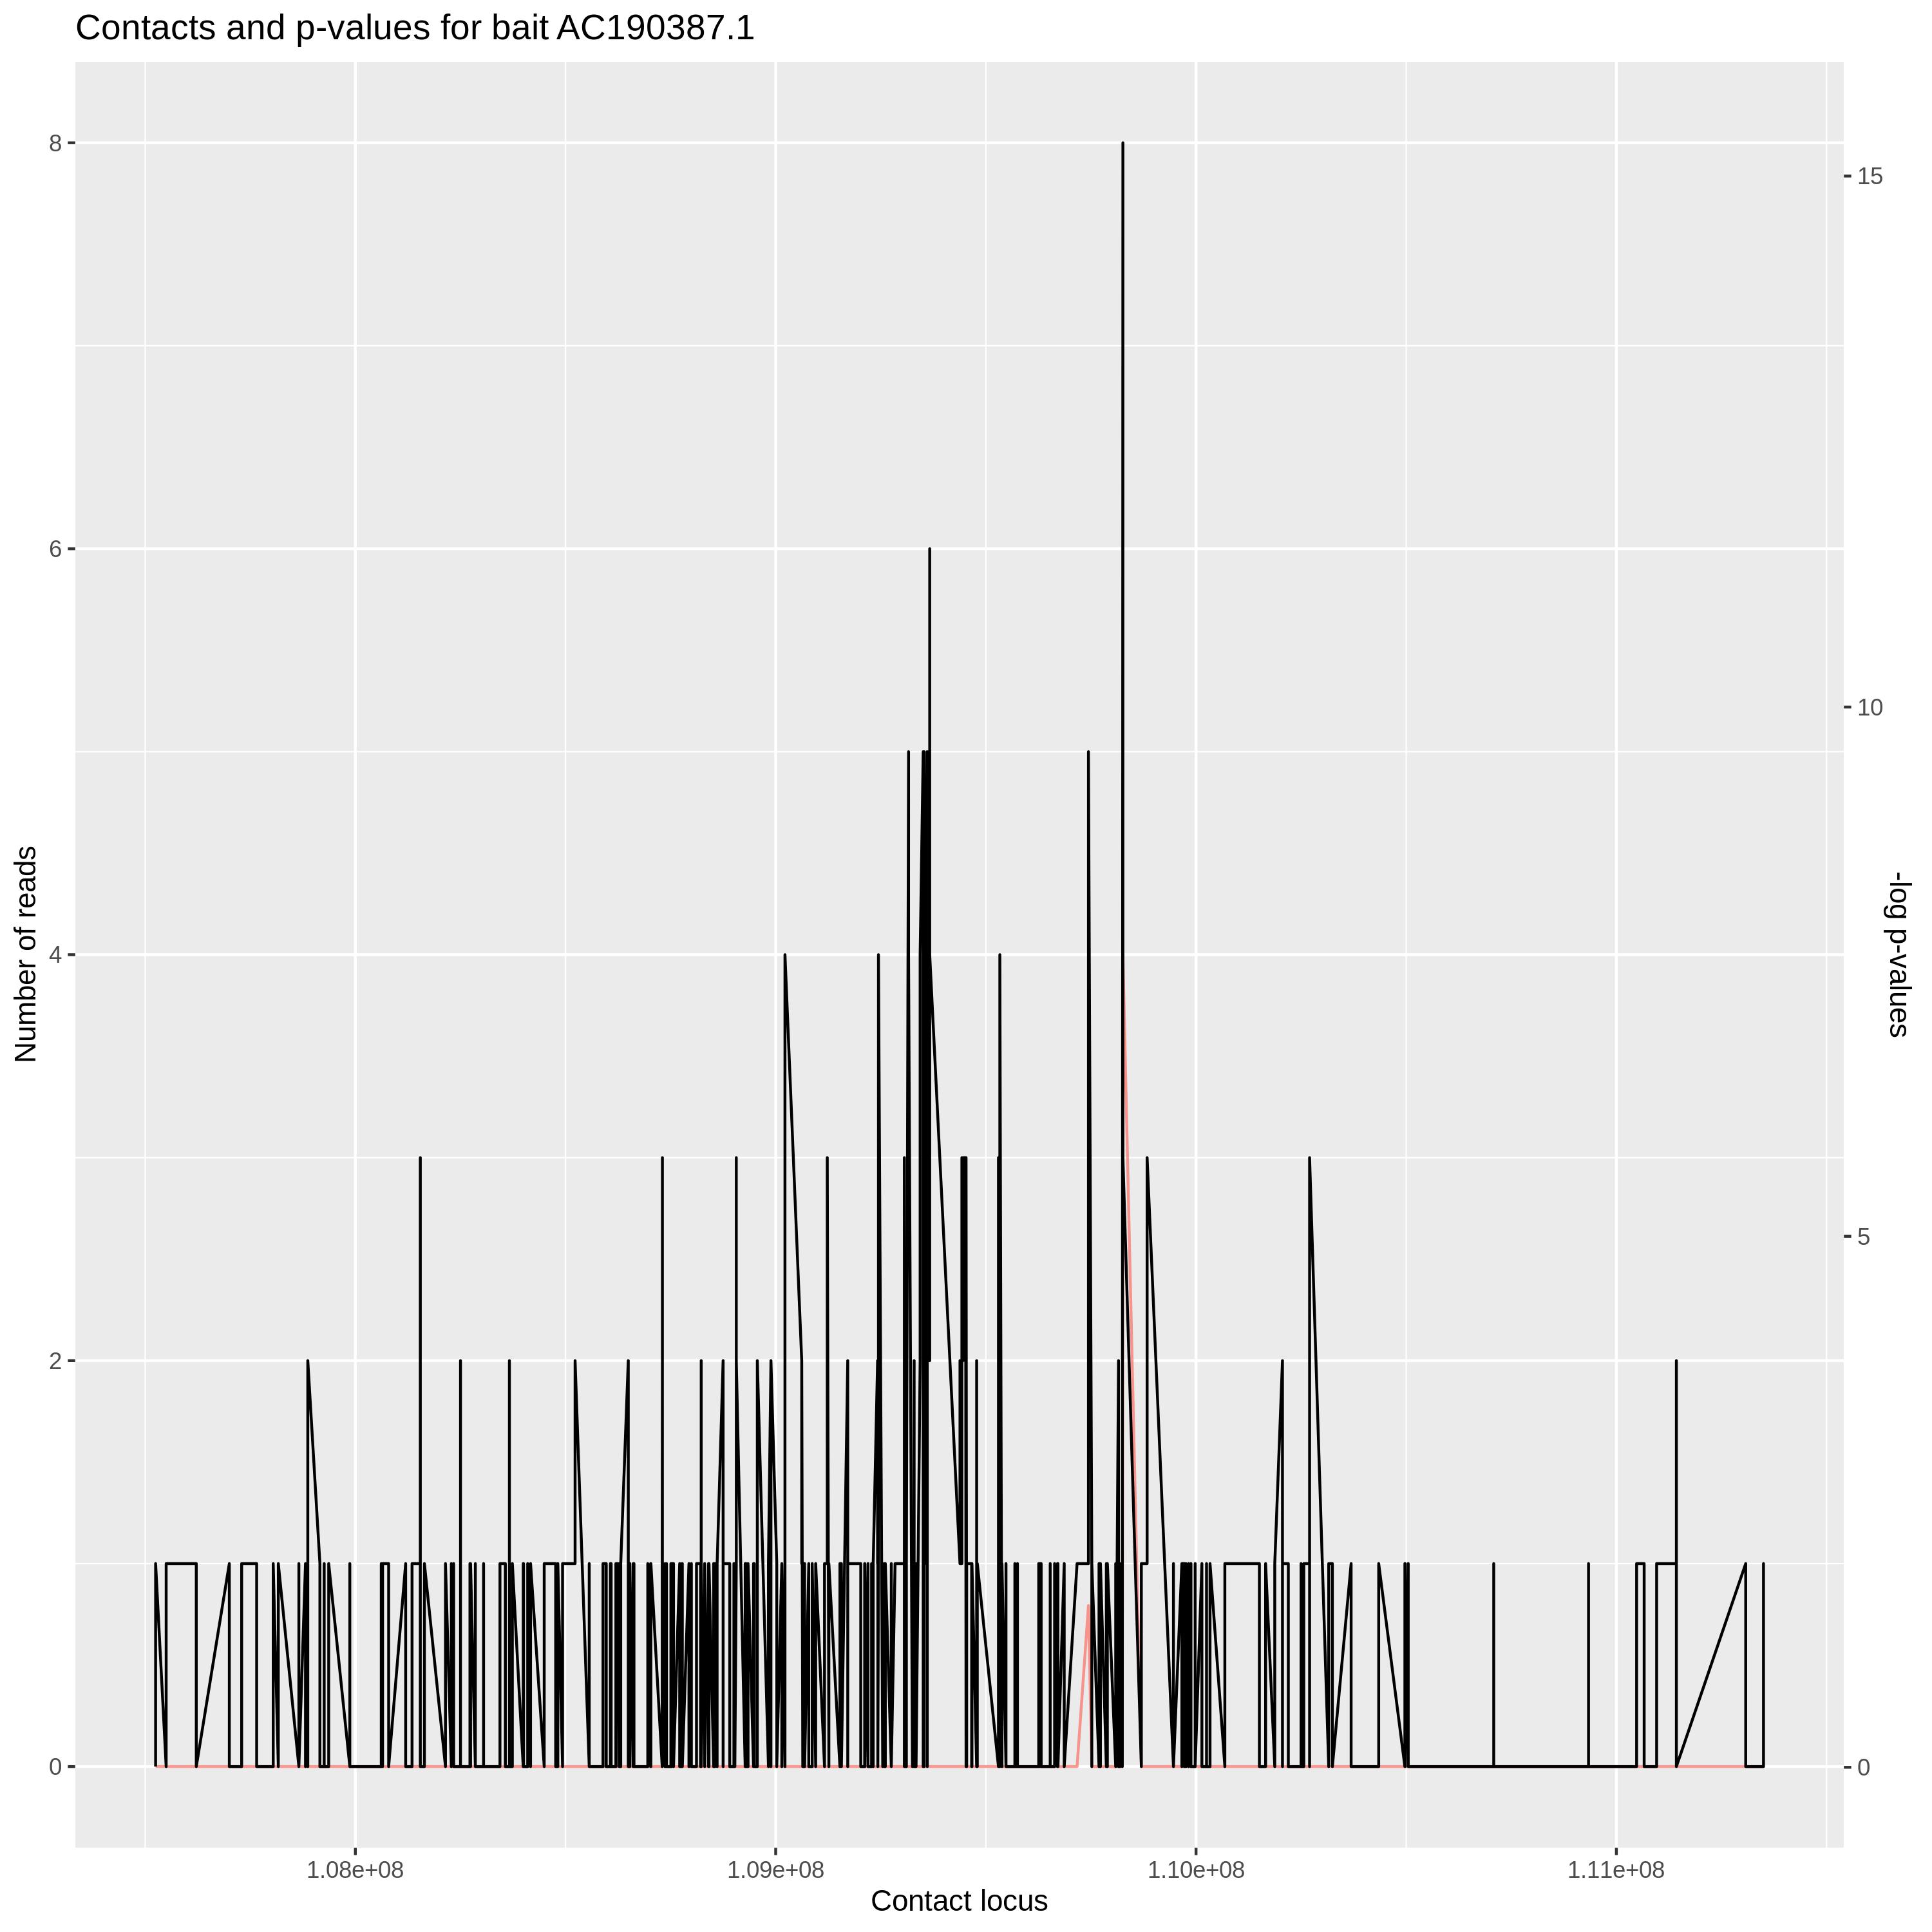 Contacts and p-values for bait AC190387.1
8
6
4
2
0
Number of reads
15
10
5
0
-log p-values
1.08e+08
1.09e+08
1.10e+08
1.11e+08
Contact locus